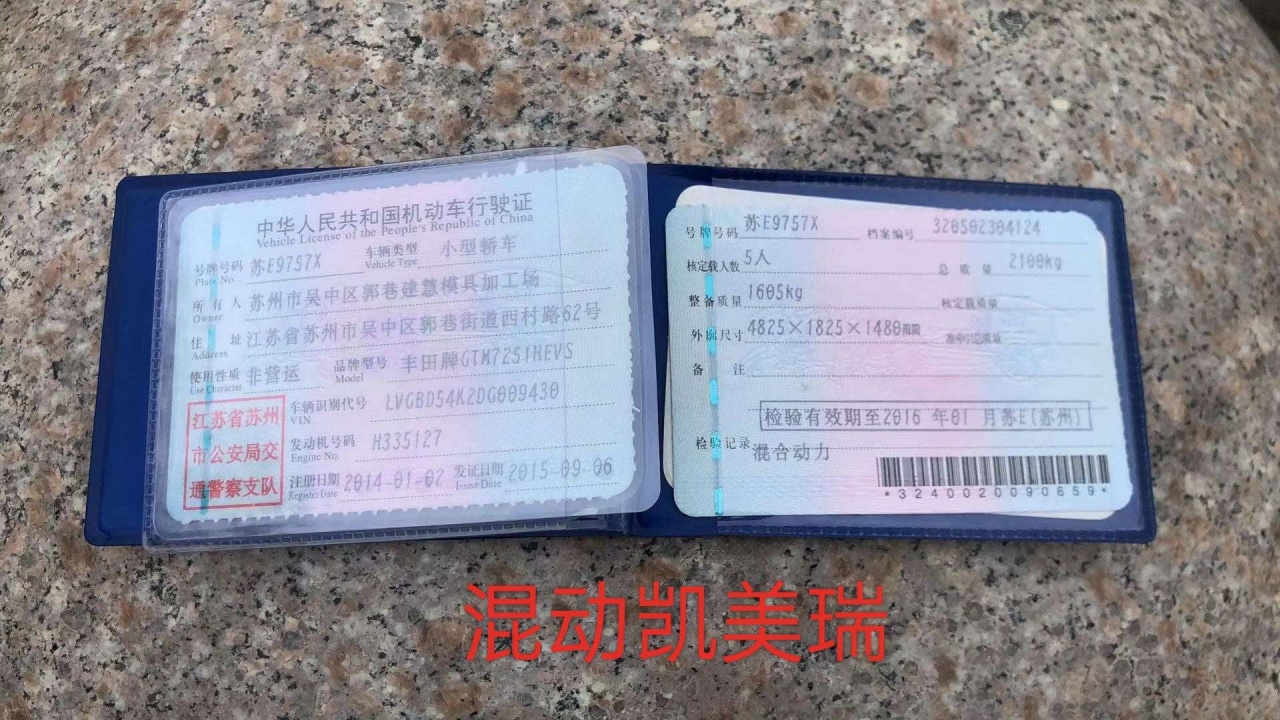 中华人民共和国机动车行驶证
Vehicle License of the People's Republic of China
号牌号码 苏E9757X 车辆类型 小型轿车
Plate No. Vehicle Type
所有人 苏州市吴中区郭巷建慧模具加工场
Owner
住址 江苏省苏州市吴中区郭巷街道西村路62号
Address
使用性质 非营运 品牌型号 丰田牌GTM7251HEVS
Use Character Model
江苏省苏州
市公安局交
通警察支队
车辆识别代号 LVGBD54K2DG009430
VIN
发动机号码 H335127
Engine No.
注册日期 2014-01-02 发证日期 2015-09-06
Register Date Issue Date
号牌号码 苏E9757X 档案编号 320502304124
核定载人数 5人 总质量 2100kg
整备质量 1605kg 核定载质量
外廓尺寸 4825×1825×1480mm 准牵引总质量
备注
检验有效期至2016 年01 月苏E(苏州)
检验记录
混合动力
*3240020090659*
混动凯美瑞